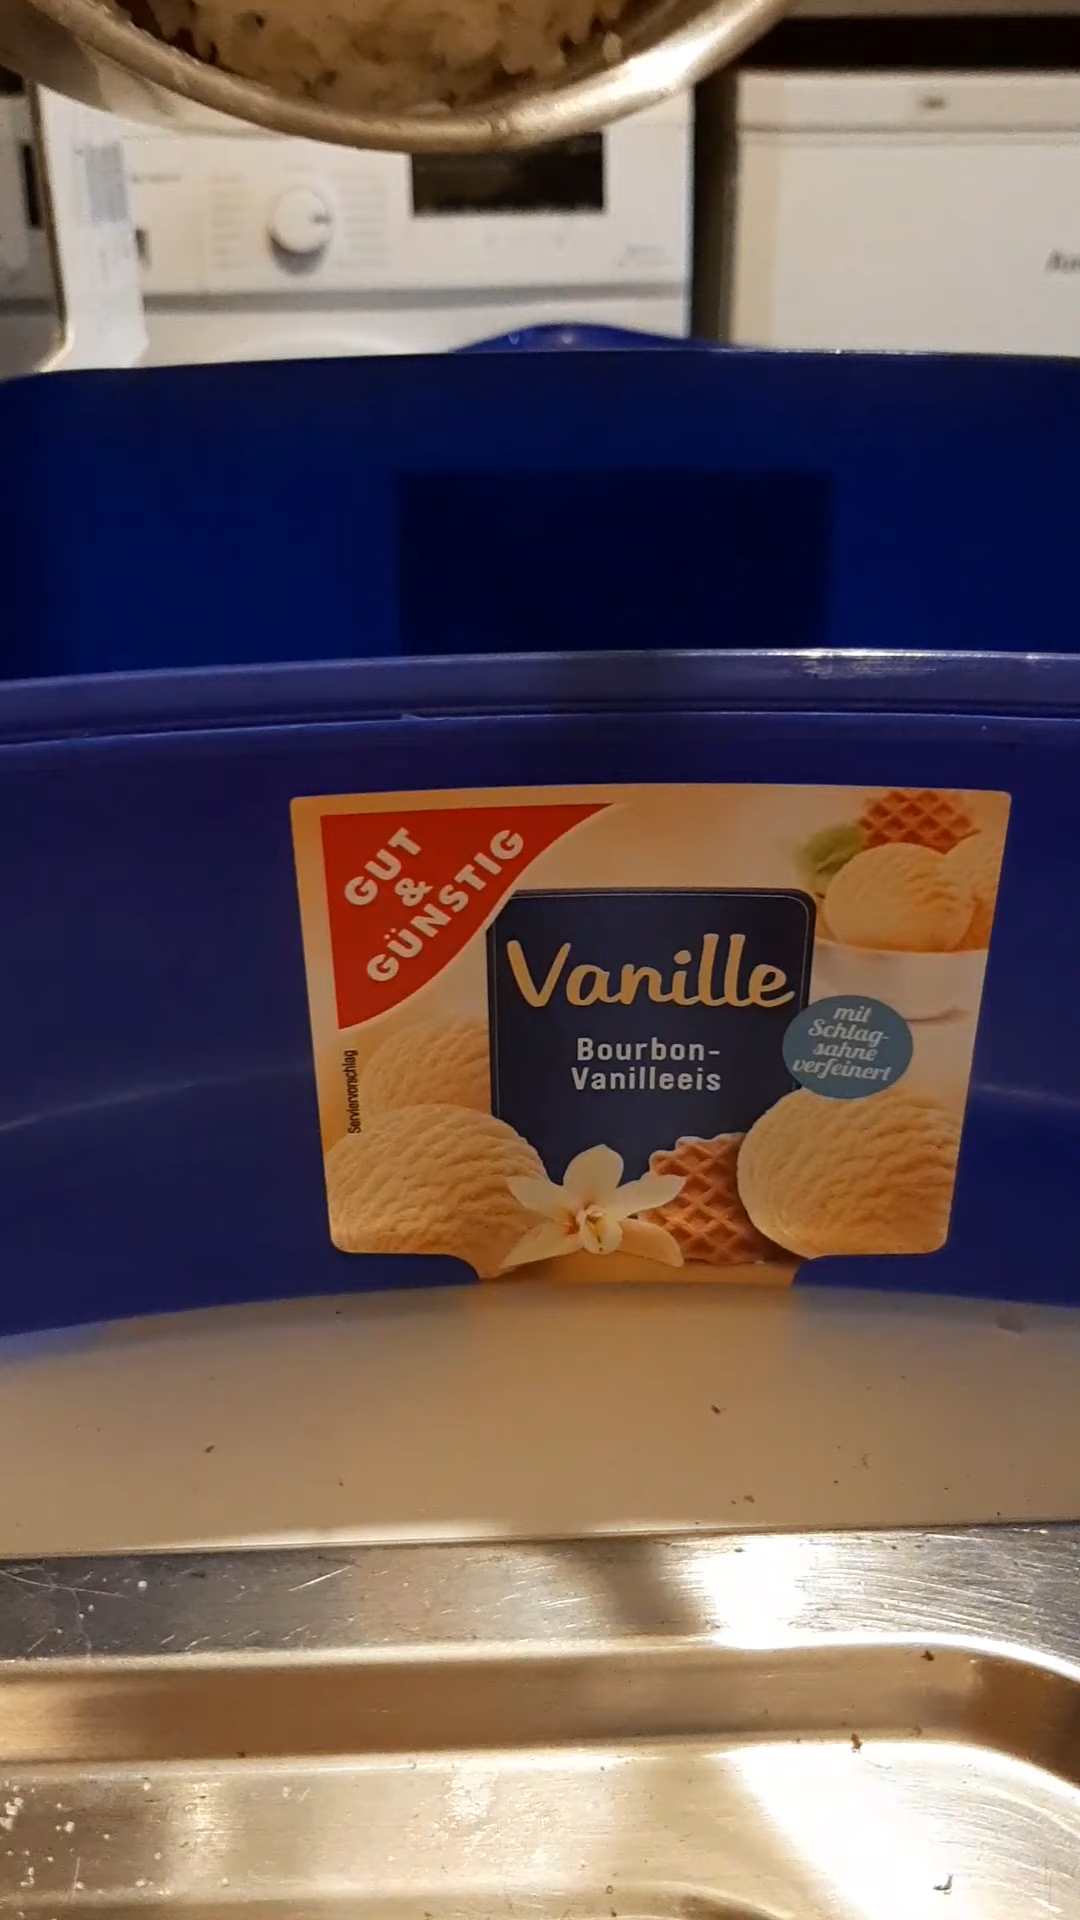 GUT
&
GÜNSTIG
Vanille
Bourbon-
Vanilleeis
mit
Schlag-
sahne
verfeinert
Serviervorschlag